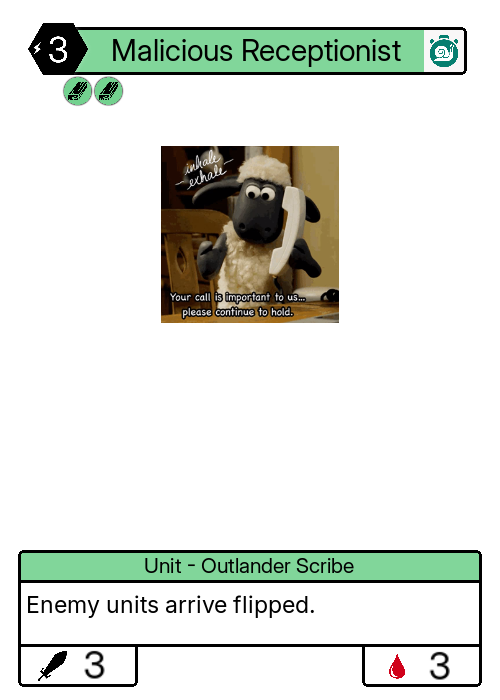 3
Malicious Receptionist
inhale
exhale
Your call is important to us...
please continue to hold.
Unit - Outlander Scribe
Enemy units arrive flipped.
3
3